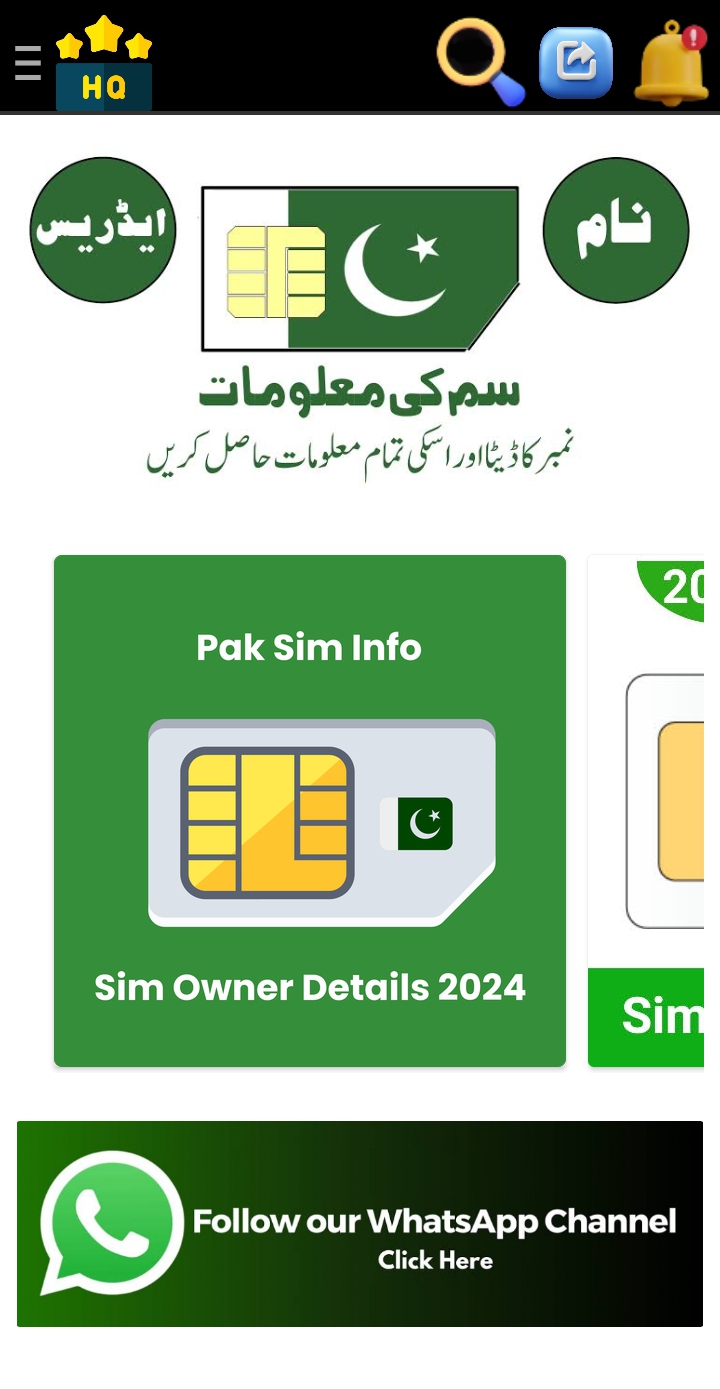 HQ
ایڈریس
نام
سم کی معلومات
نمبر کا ڈیٹا اور اسکی تمام معلومات حاصل کریں
Pak Sim Info
Sim Owner Details 2024
20
Sim
Follow our WhatsApp Channel
Click Here